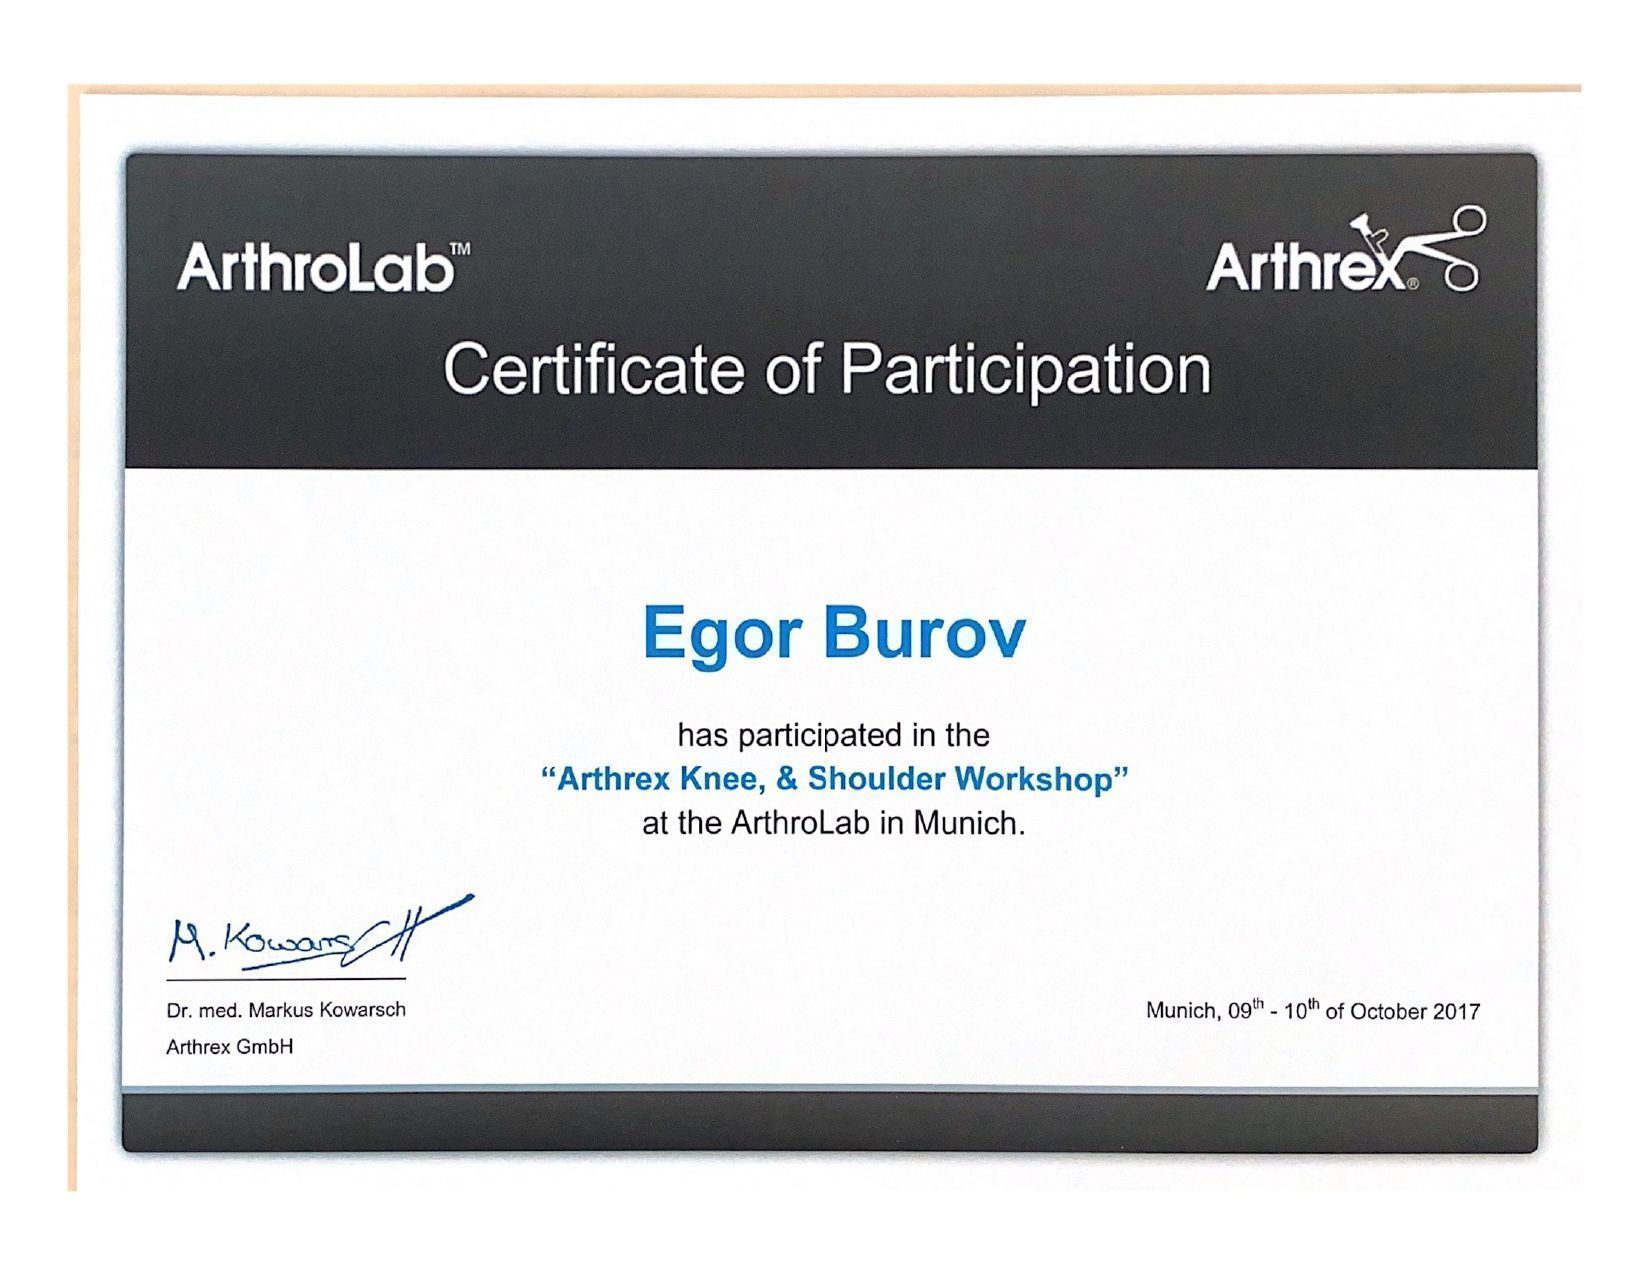 ArthroLab™
Arthrex®
Certificate of Participation
Egor Burov
has participated in the
“Arthrex Knee, & Shoulder Workshop”
at the ArthroLab in Munich.
M. Kowarsch
Dr. med. Markus Kowarsch
Arthrex GmbH
Munich, 09th - 10th of October 2017